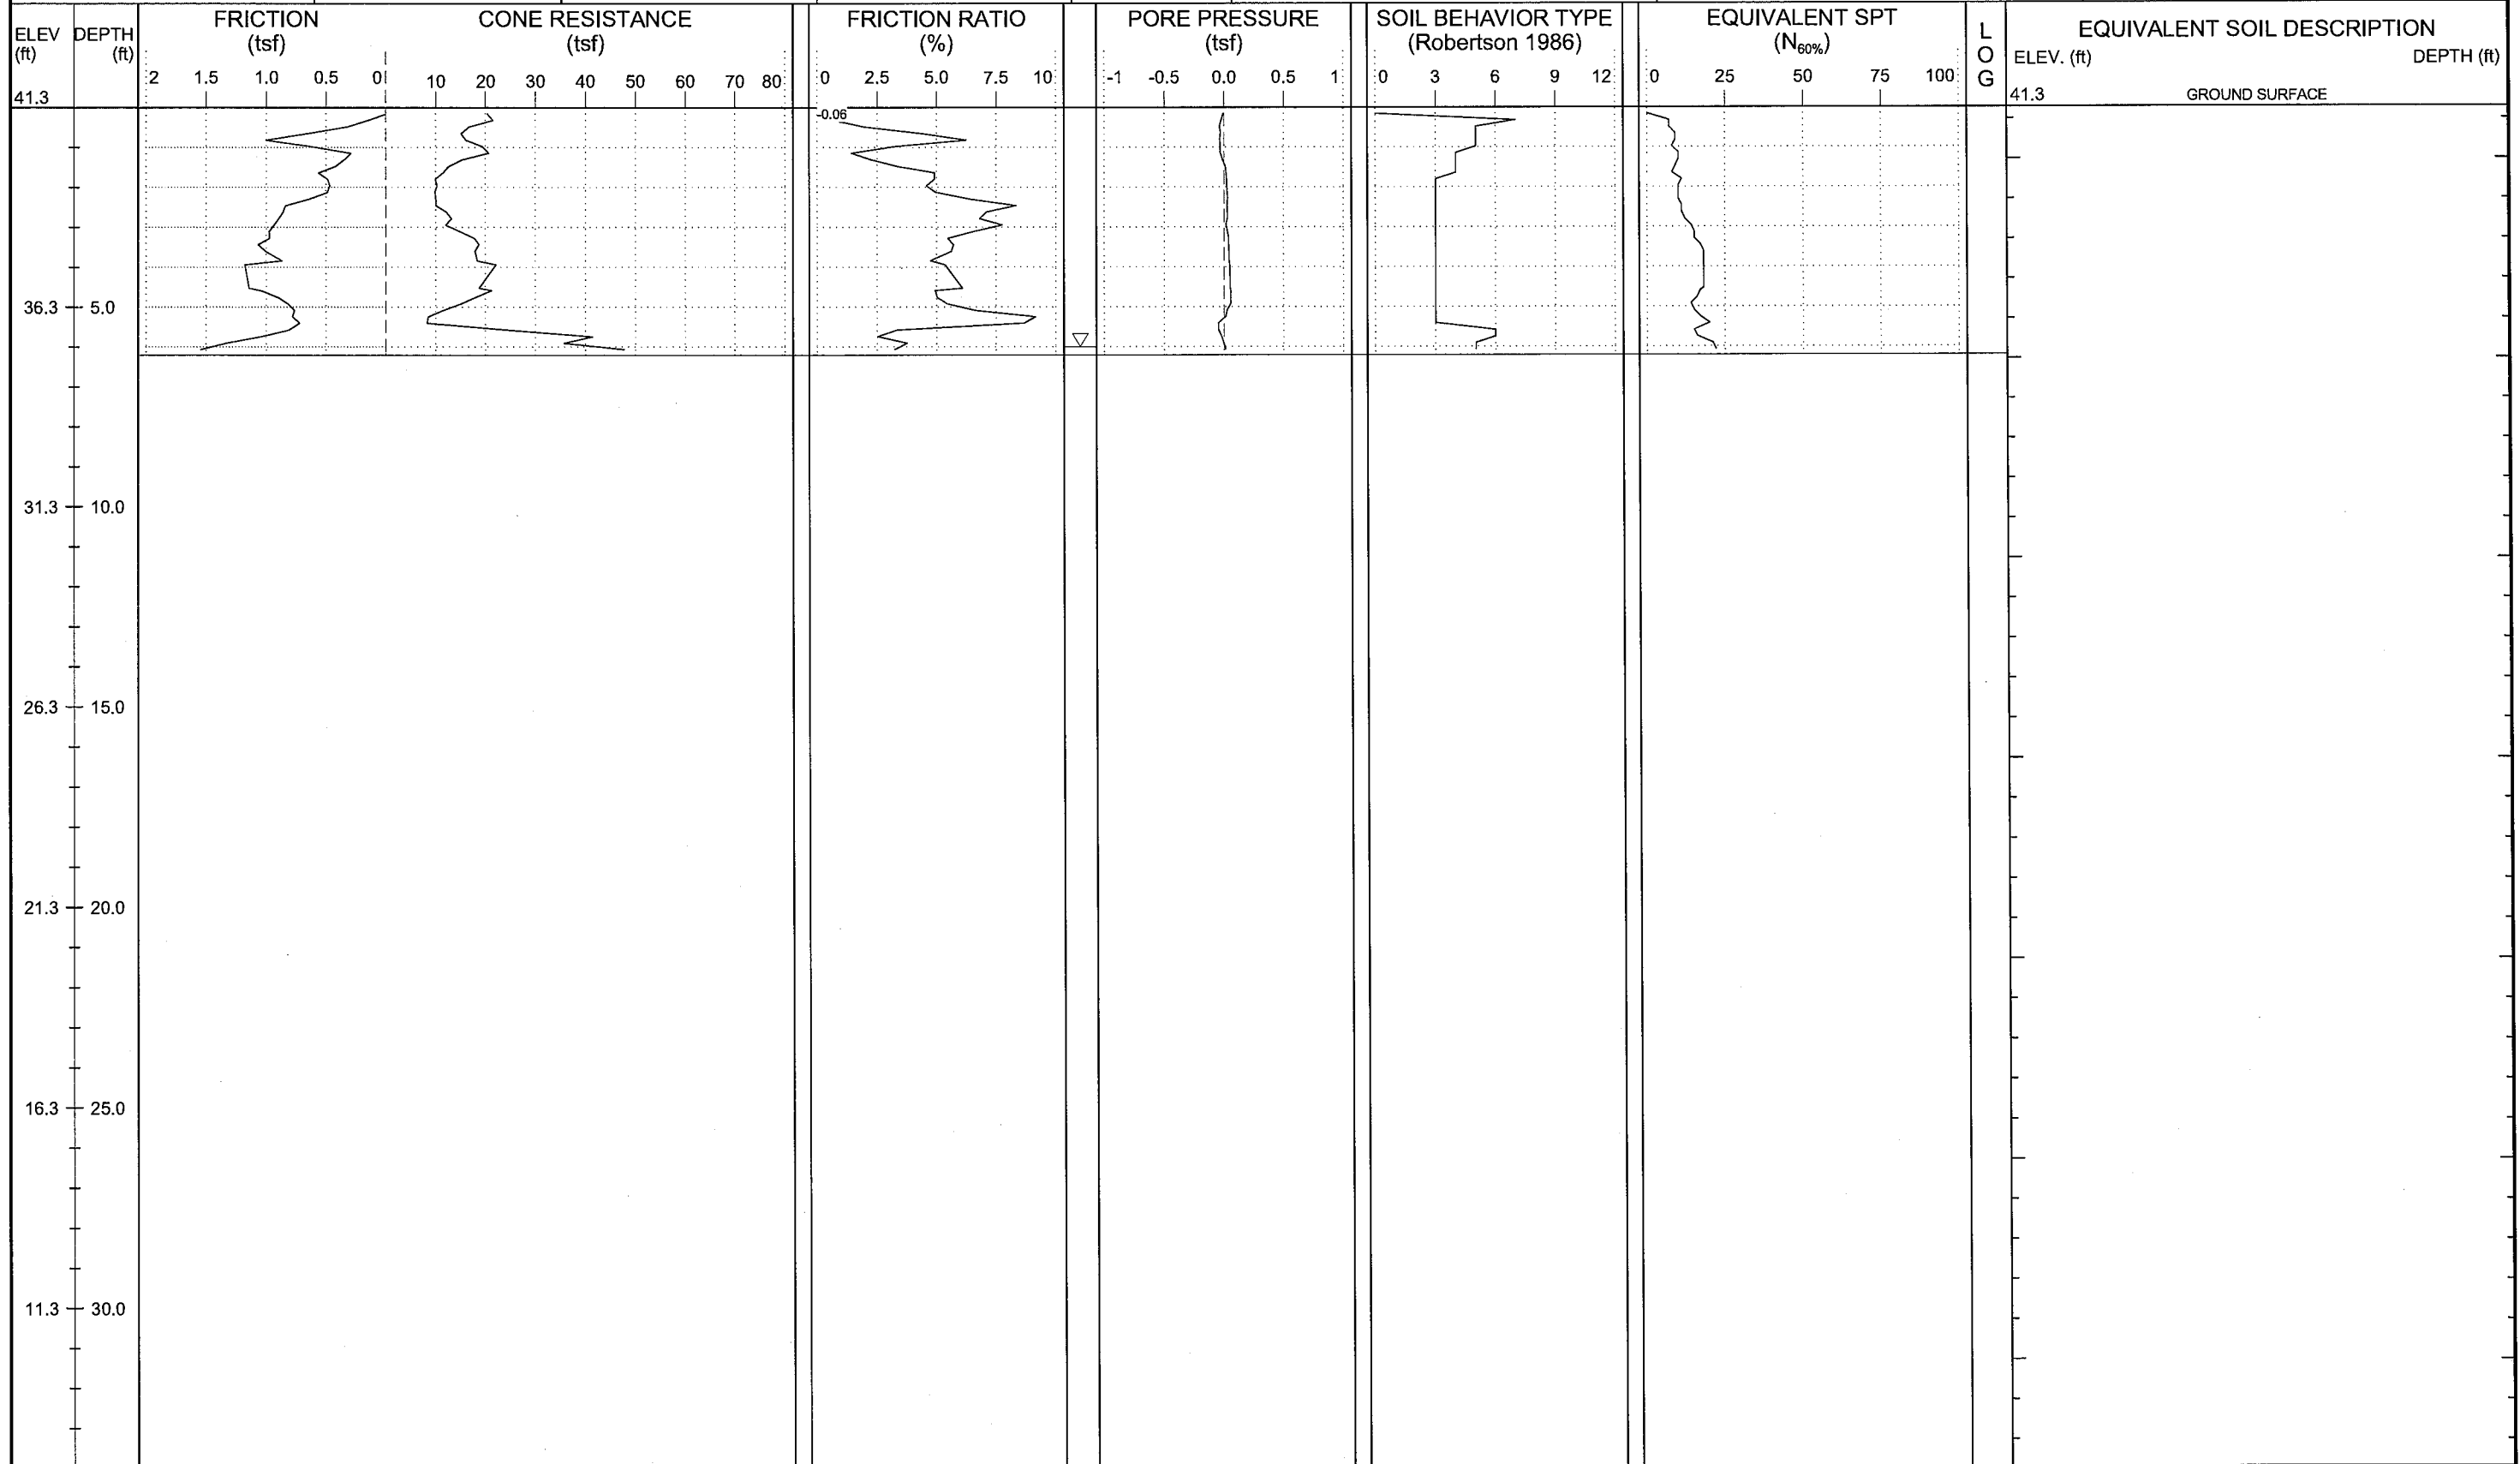 ELEV (ft)
DEPTH (ft)
FRICTION
(tsf)
2 1.5 1.0 0.5 0
CONE RESISTANCE
(tsf)
10 20 30 40 50 60 70 80
FRICTION RATIO
(%)
0 2.5 5.0 7.5 10
PORE PRESSURE
(tsf)
-1 -0.5 0.0 0.5 1
SOIL BEHAVIOR TYPE
(Robertson 1986)
0 3 6 9 12
EQUIVALENT SPT
(N60%)
0 25 50 75 100
LOG
EQUIVALENT SOIL DESCRIPTION
ELEV. (ft) DEPTH (ft)
41.3 GROUND SURFACE
41.3
-0.06
36.3 5.0
31.3 10.0
26.3 15.0
21.3 20.0
16.3 25.0
11.3 30.0